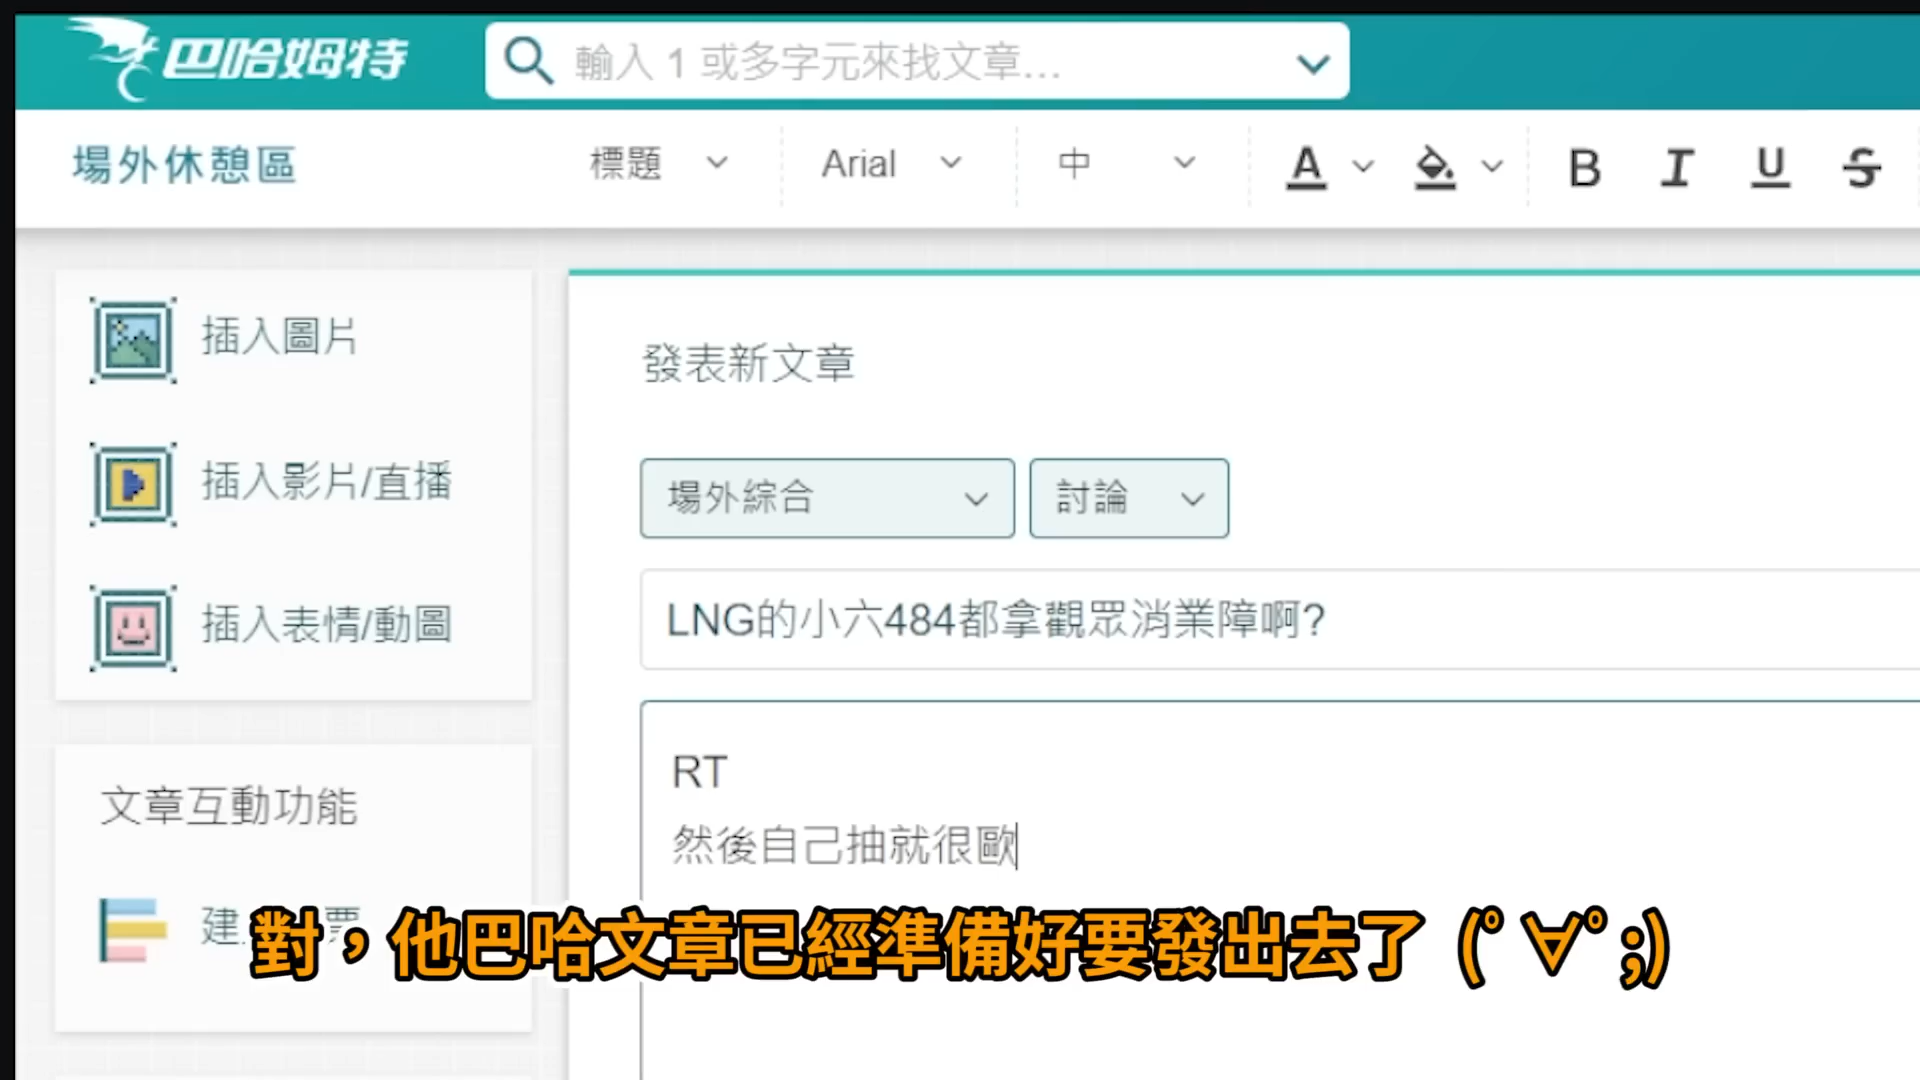 巴哈姆特
輸入 1 或多字元來找文章...
場外休憩區
標題
Arial
中
A
B I U S
插入圖片
插入影片/直播
插入表情/動圖
文章互動功能
建
發表新文章
場外綜合
討論
LNG的小六484都拿觀眾消業障啊?
RT
然後自己抽就很歐
對，他巴哈文章已經準備好要發出去了 (ﾟ∀ﾟ;)